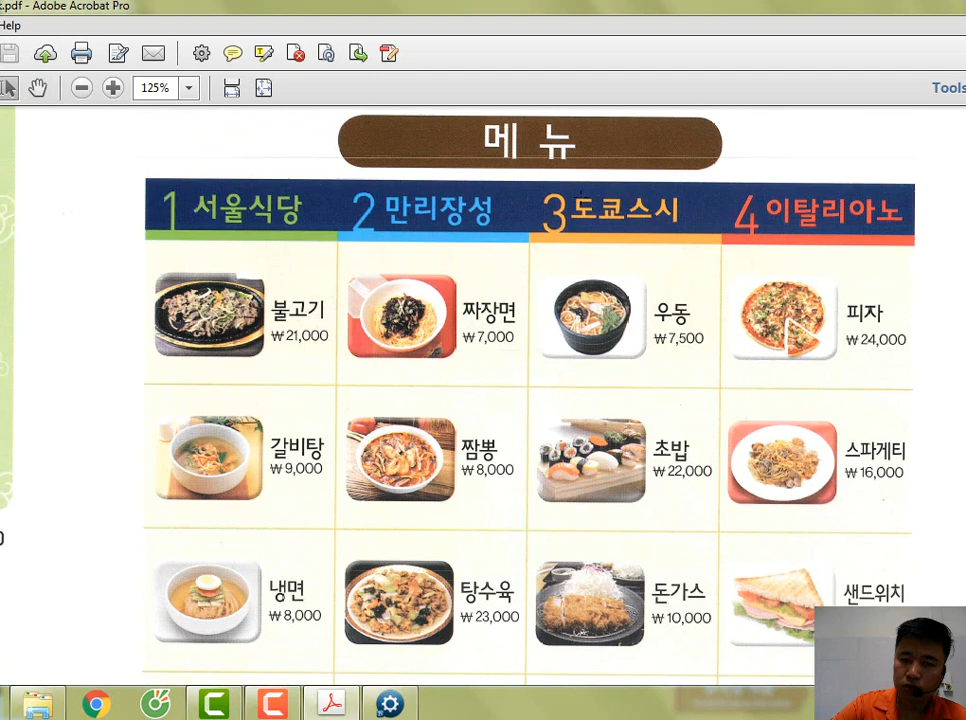 k.pdf - Adobe Acrobat Pro
Help
125%
Tools
메뉴
1 서울식당
2 만리장성
3 도쿄스시
4 이탈리아노
불고기
₩21,000
짜장면
₩7,000
우동
₩7,500
피자
₩24,000
갈비탕
₩9,000
짬뽕
₩8,000
초밥
₩22,000
스파게티
₩16,000
냉면
₩8,000
탕수육
₩23,000
돈가스
₩10,000
샌드위치